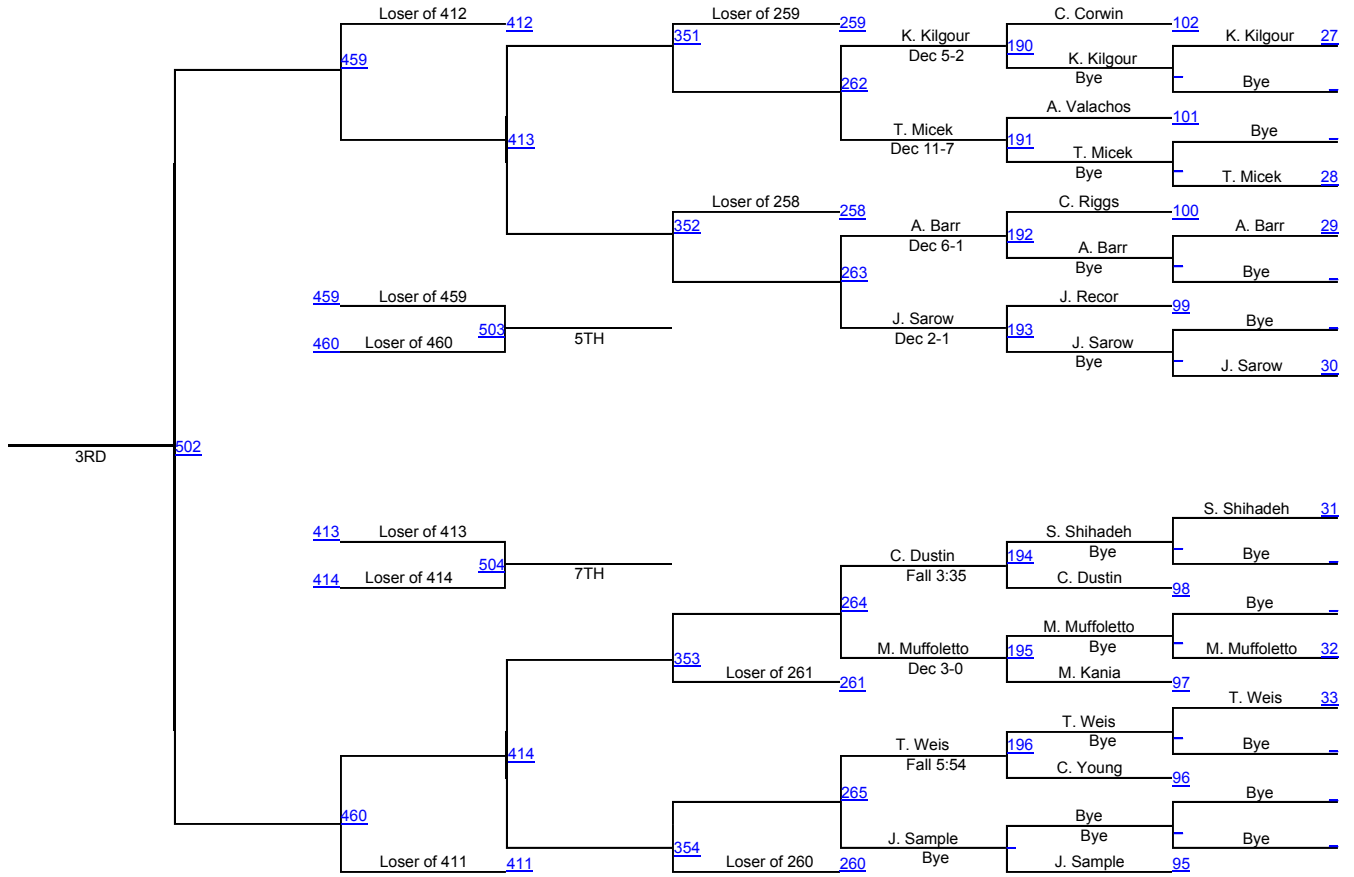 Loser of 412 412 Loser of 259 259 C. Corwin 102
459 351 K. Kilgour 190 K. Kilgour 27
Dec 5-2 K. Kilgour
Bye
262 Bye
A. Valachos 101
413 T. Micek 191 Bye
Dec 11-7 T. Micek
Bye
T. Micek 28
Loser of 258 258 C. Riggs 100
352 A. Barr 192 A. Barr 29
Dec 6-1 A. Barr
Bye
263 Bye
459 Loser of 459 J. Recor 99
503 5TH J. Sarow 193 Bye
Dec 2-1
460 Loser of 460 J. Sarow
Bye
J. Sarow 30
502
3RD
S. Shihadeh 31
413 Loser of 413 S. Shihadeh
Bye
504 7TH C. Dustin 194 Bye
Fall 3:35
414 Loser of 414 C. Dustin 98
264 Bye
M. Muffoletto
Bye
353 M. Muffoletto 195 M. Muffoletto 32
Dec 3-0
Loser of 261 261 M. Kania 97
T. Weis 33
T. Weis
Bye
414 T. Weis 196 Bye
Fall 5:54
C. Young 96
265 Bye
460 Bye
Bye
354 J. Sample Bye
Bye
Loser of 411 411 Loser of 260 260 J. Sample 95